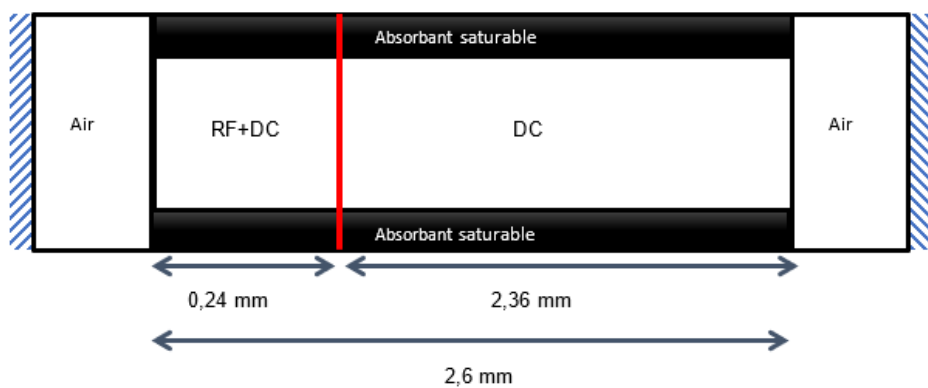 Absorbant saturable
Air
RF+DC
DC
Air
Absorbant saturable
0,24 mm
2,36 mm
2,6 mm